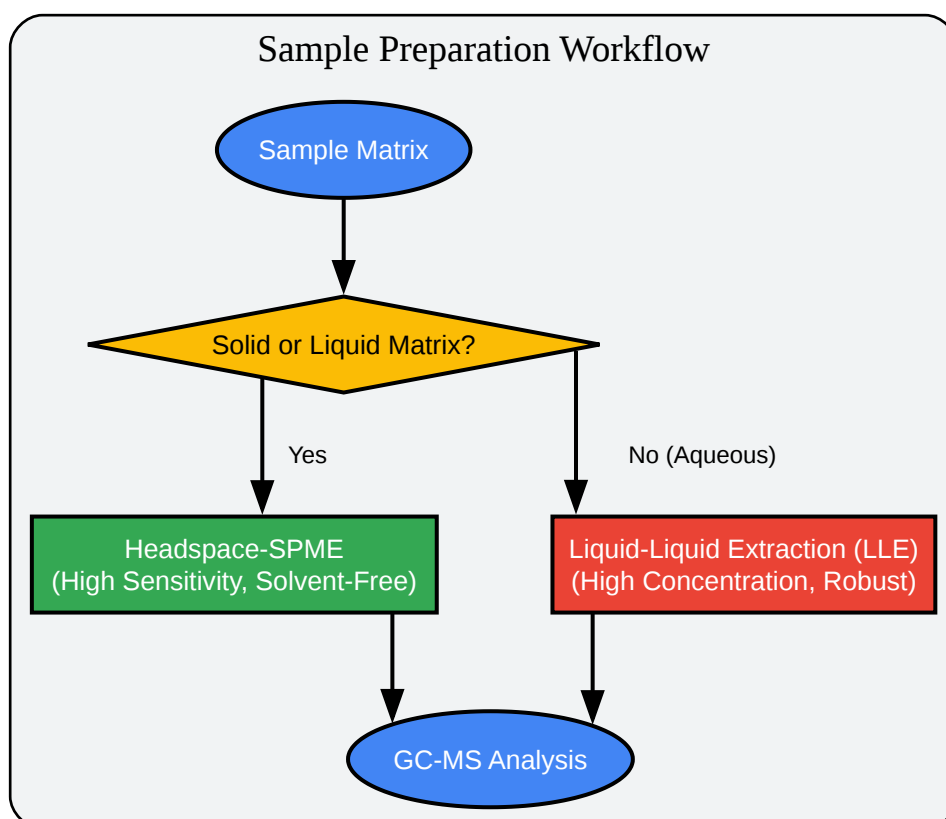 Sample Preparation Workflow
Sample Matrix
Solid or Liquid Matrix?
Yes
No (Aqueous)
Headspace-SPME
(High Sensitivity, Solvent-Free)
Liquid-Liquid Extraction (LLE)
(High Concentration, Robust)
GC-MS Analysis